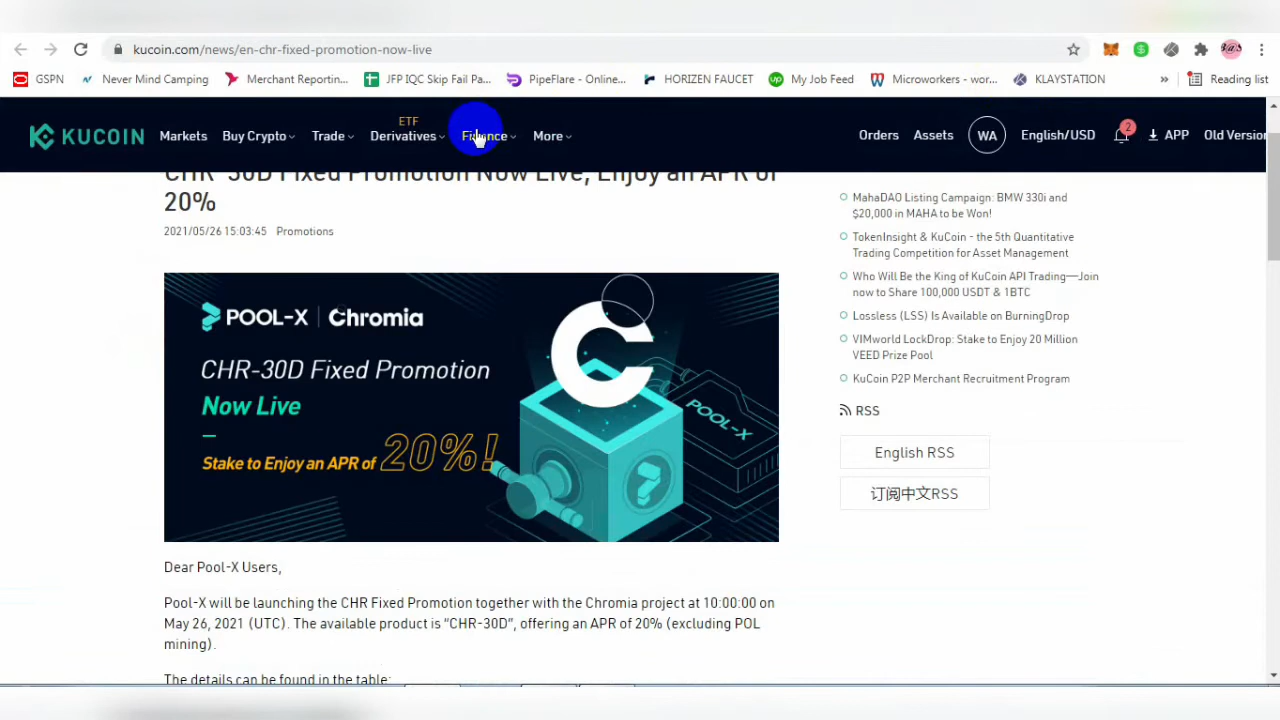 kucoin.com/news/en-chr-fixed-promotion-now-live
GSPN Never Mind Camping Merchant Reportin... JFP IQC Skip Fail Pa... PipeFlare - Online... HORIZEN FAUCET My Job Feed Microworkers - wor... KLAYSTATION » Reading list
KUCOIN Markets Buy Crypto Trade ETF Derivatives Finance More Orders Assets WA English/USD 2 APP Old Version
CHR-30D Fixed Promotion Now Live, Enjoy an APR of
20%
2021/05/26 15:03:45 Promotions
POOL-X | Chromia
CHR-30D Fixed Promotion
Now Live
Stake to Enjoy an APR of 20%!
POOL-X
Dear Pool-X Users,
Pool-X will be launching the CHR Fixed Promotion together with the Chromia project at 10:00:00 on
May 26, 2021 (UTC). The available product is “CHR-30D”, offering an APR of 20% (excluding POL
mining).
The details can be found in the table:
MahaDAO Listing Campaign: BMW 330i and
$20,000 in MAHA to be Won!
TokenInsight & KuCoin - the 5th Quantitative
Trading Competition for Asset Management
Who Will Be the King of KuCoin API Trading—Join
now to Share 100,000 USDT & 1BTC
Lossless (LSS) Is Available on BurningDrop
VIMworld LockDrop: Stake to Enjoy 20 Million
VEED Prize Pool
KuCoin P2P Merchant Recruitment Program
RSS
English RSS
订阅中文RSS